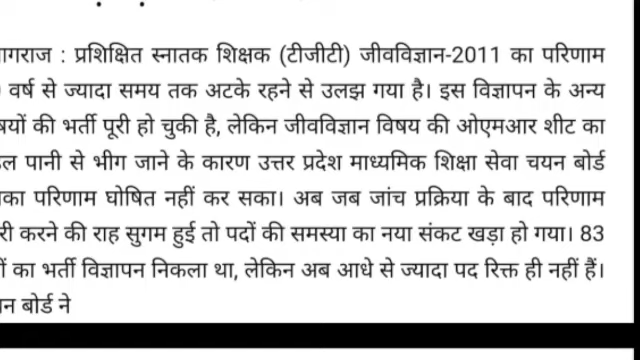 ागराज : प्रशिक्षित स्नातक शिक्षक (टीजीटी) जीवविज्ञान-2011 का परिणाम
वर्ष से ज्यादा समय तक अटके रहने से उलझ गया है। इस विज्ञापन के अन्य
षयों की भर्ती पूरी हो चुकी है, लेकिन जीवविज्ञान विषय की ओएमआर शीट का
डल पानी से भीग जाने के कारण उत्तर प्रदेश माध्यमिक शिक्षा सेवा चयन बोर्ड
का परिणाम घोषित नहीं कर सका। अब जब जांच प्रक्रिया के बाद परिणाम
री करने की राह सुगम हुई तो पदों की समस्या का नया संकट खड़ा हो गया। 83
ों का भर्ती विज्ञापन निकला था, लेकिन अब आधे से ज्यादा पद रिक्त ही नहीं हैं।
न बोर्ड ने